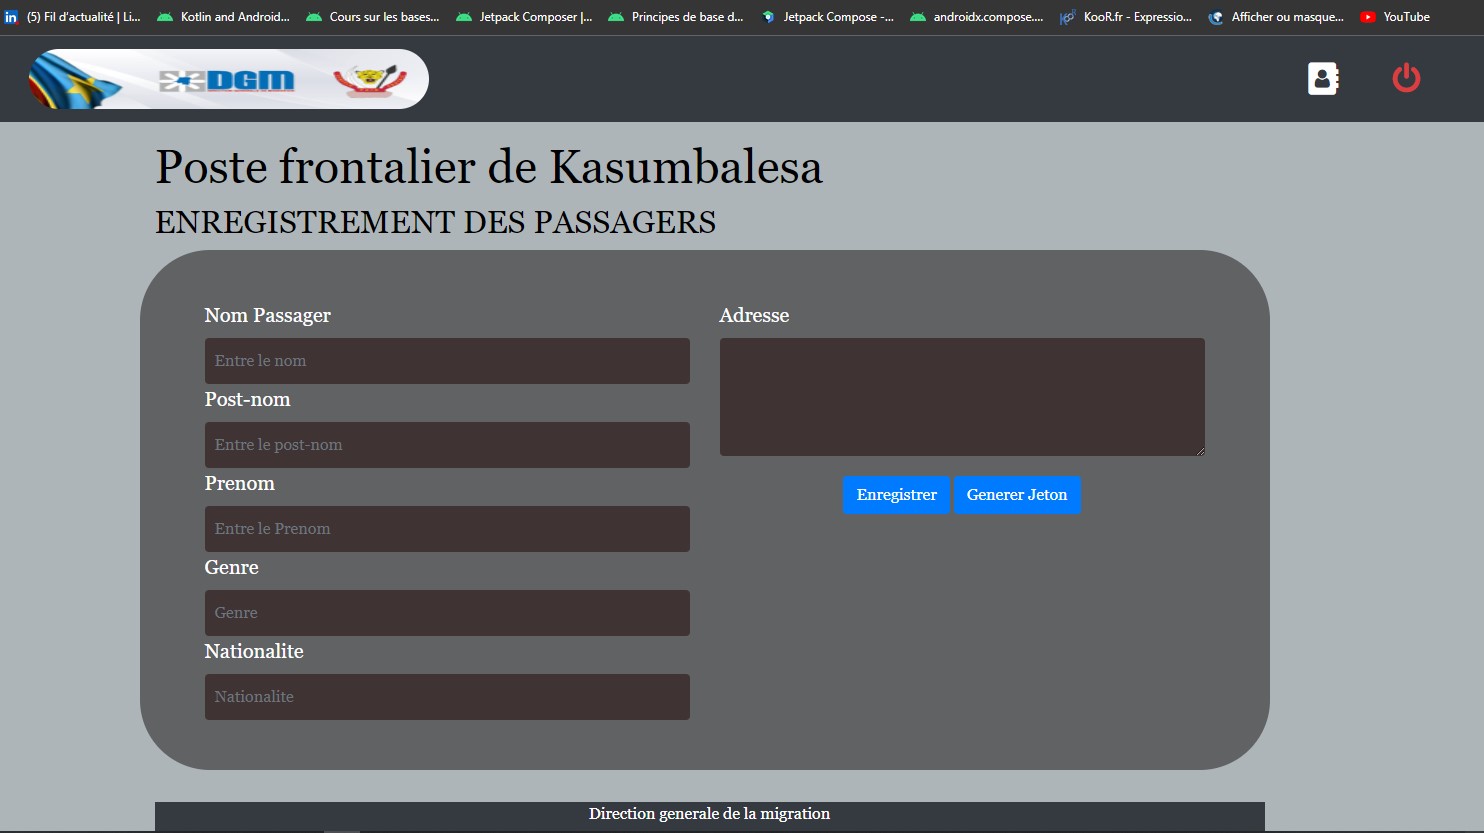 (5) Fil d'actualité | Li... Kotlin and Android... Cours sur les bases... Jetpack Composer |... Principes de base d... Jetpack Compose -... androidx.compose.... KooR.fr - Expressio... Afficher ou masque... YouTube
DGM
Poste frontalier de Kasumbalesa
ENREGISTREMENT DES PASSAGERS
Nom Passager
Entre le nom
Post-nom
Entre le post-nom
Prenom
Entre le Prenom
Genre
Genre
Nationalite
Nationalite
Adresse
Enregistrer Generer Jeton
Direction generale de la migration